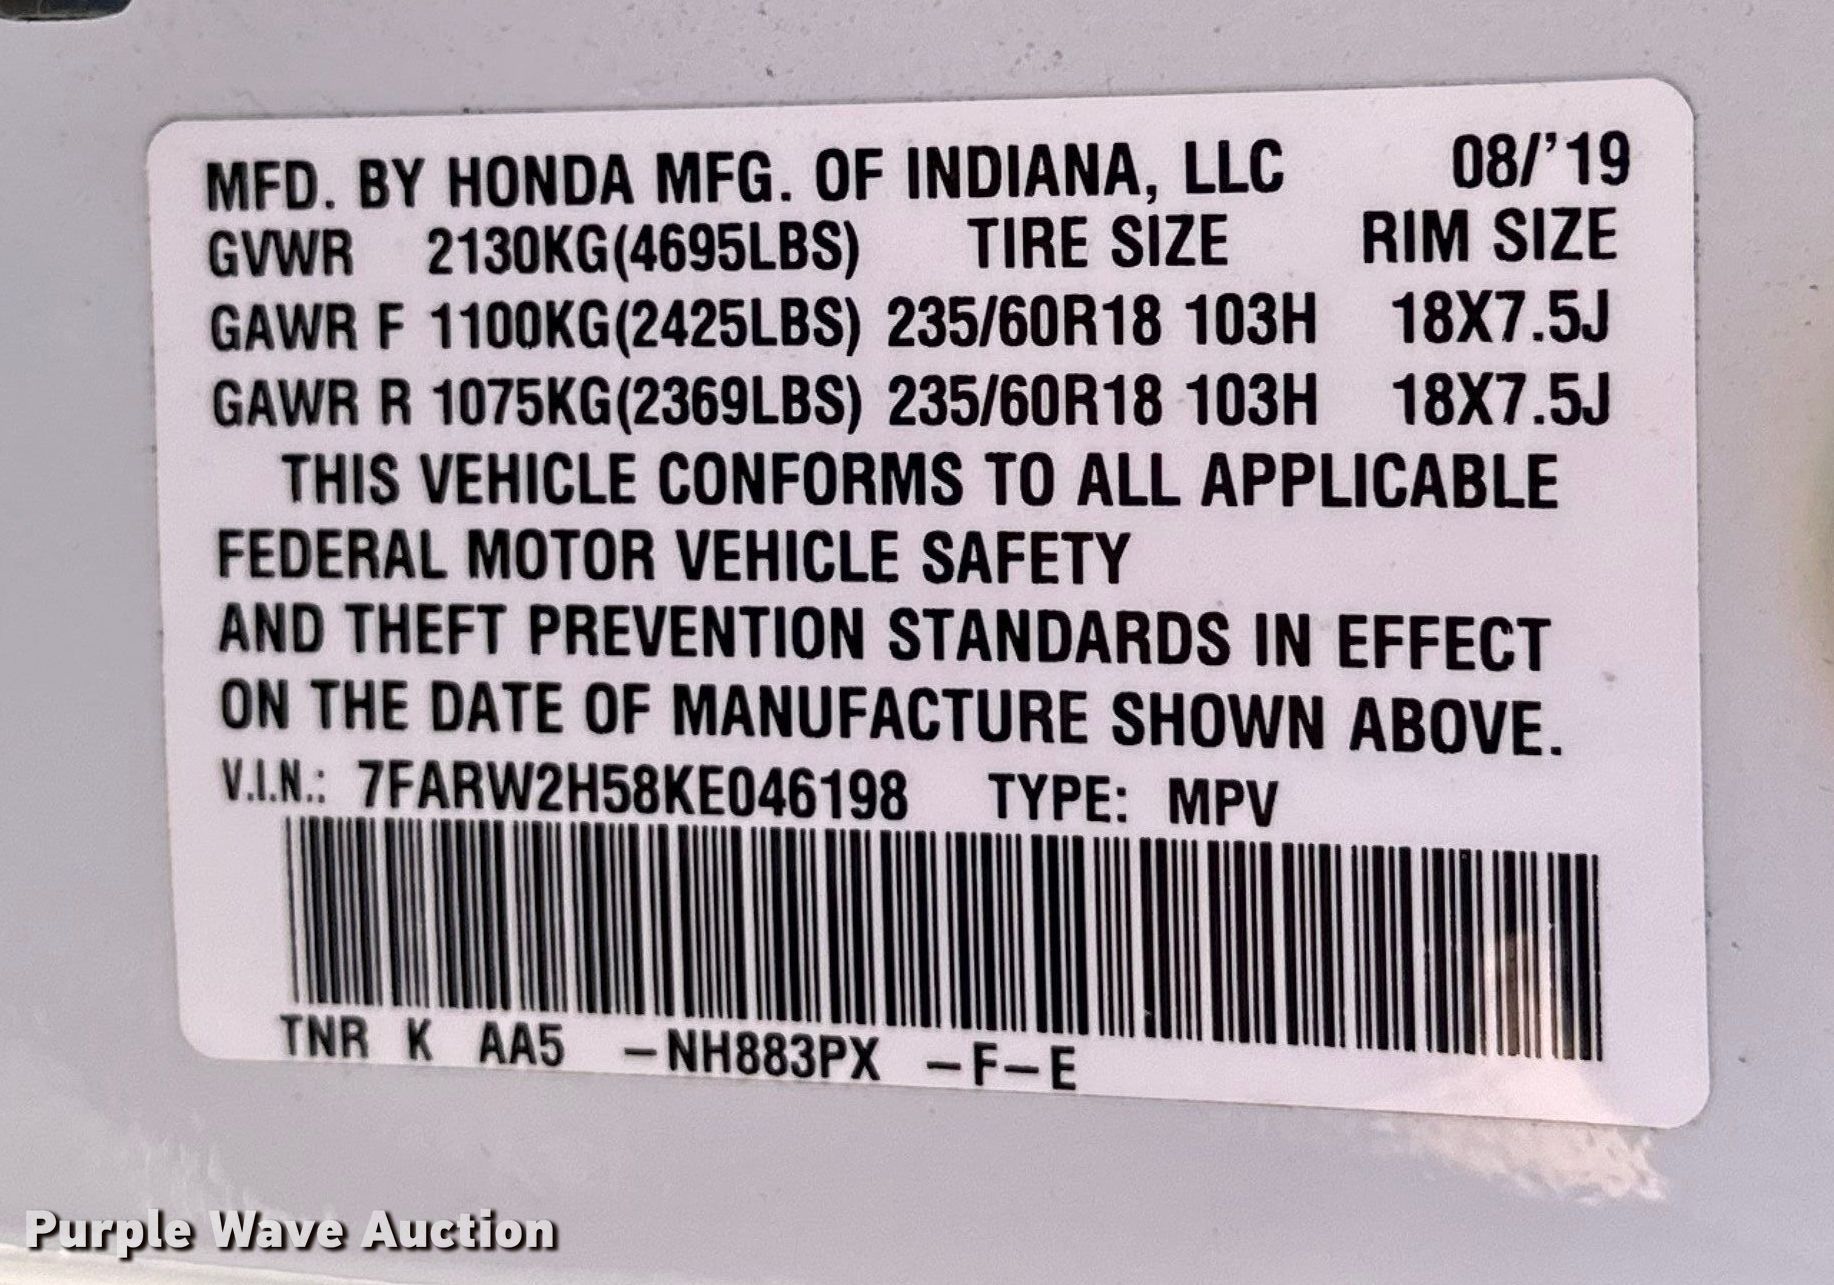 MFD. BY HONDA MFG. OF INDIANA, LLC 08/'19
GVWR 2130KG(4695LBS) TIRE SIZE RIM SIZE
GAWR F 1100KG(2425LBS) 235/60R18 103H 18X7.5J
GAWR R 1075KG(2369LBS) 235/60R18 103H 18X7.5J
THIS VEHICLE CONFORMS TO ALL APPLICABLE
FEDERAL MOTOR VEHICLE SAFETY
AND THEFT PREVENTION STANDARDS IN EFFECT
ON THE DATE OF MANUFACTURE SHOWN ABOVE.
V.I.N.: 7FARW2H58KE046198 TYPE: MPV
TNR K AA5 -NH883PX -F-E
Purple Wave Auction